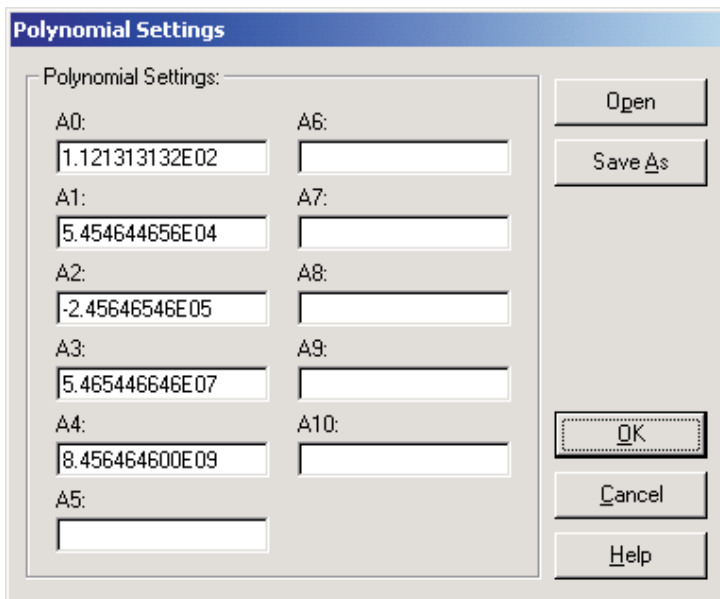 Polynomial Settings
Polynomial Settings:
A0:
1.121313132E02
A1:
5.454644656E04
A2:
-2.45646546E05
A3:
5.465446646E07
A4:
8.456464600E09
A5:
A6:
A7:
A8:
A9:
A10:
Open
Save As
OK
Cancel
Help